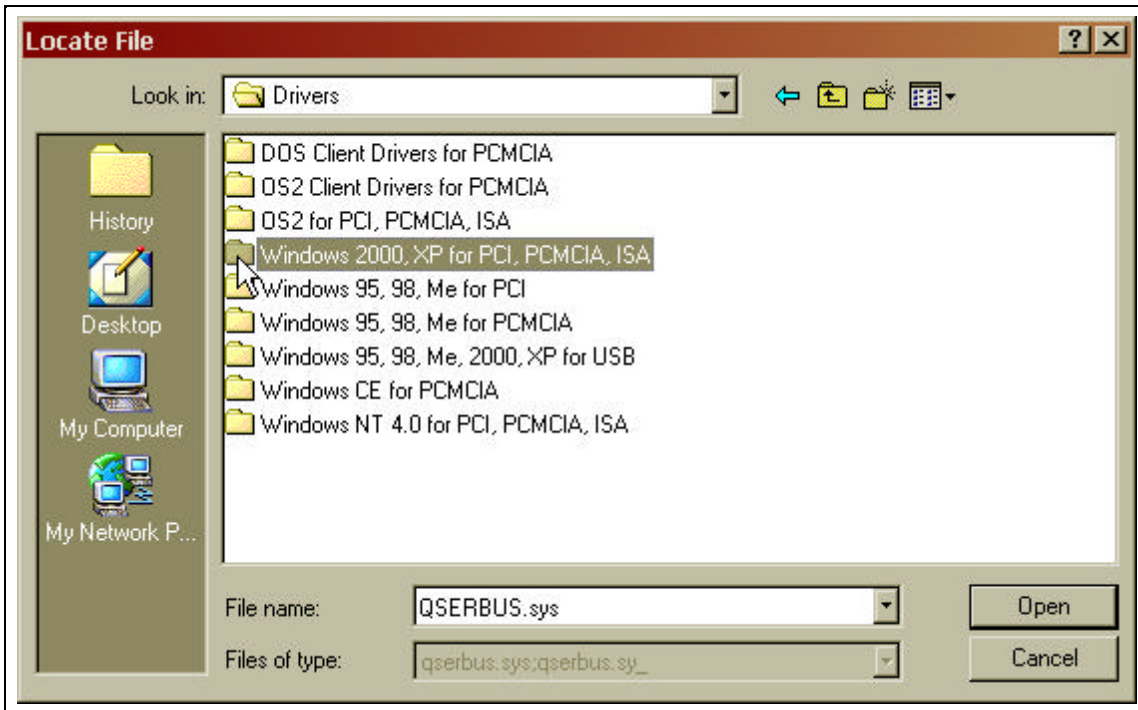 Locate File
Look in: Drivers
History
Desktop
My Computer
My Network P...
DOS Client Drivers for PCMCIA
OS2 Client Drivers for PCMCIA
OS2 for PCI, PCMCIA, ISA
Windows 2000, XP for PCI, PCMCIA, ISA
Windows 95, 98, Me for PCI
Windows 95, 98, Me for PCMCIA
Windows 95, 98, Me, 2000, XP for USB
Windows CE for PCMCIA
Windows NT 4.0 for PCI, PCMCIA, ISA
File name: QSERBUS.sys Open
Files of type: qserbus.sys;qserbus.sy_ Cancel